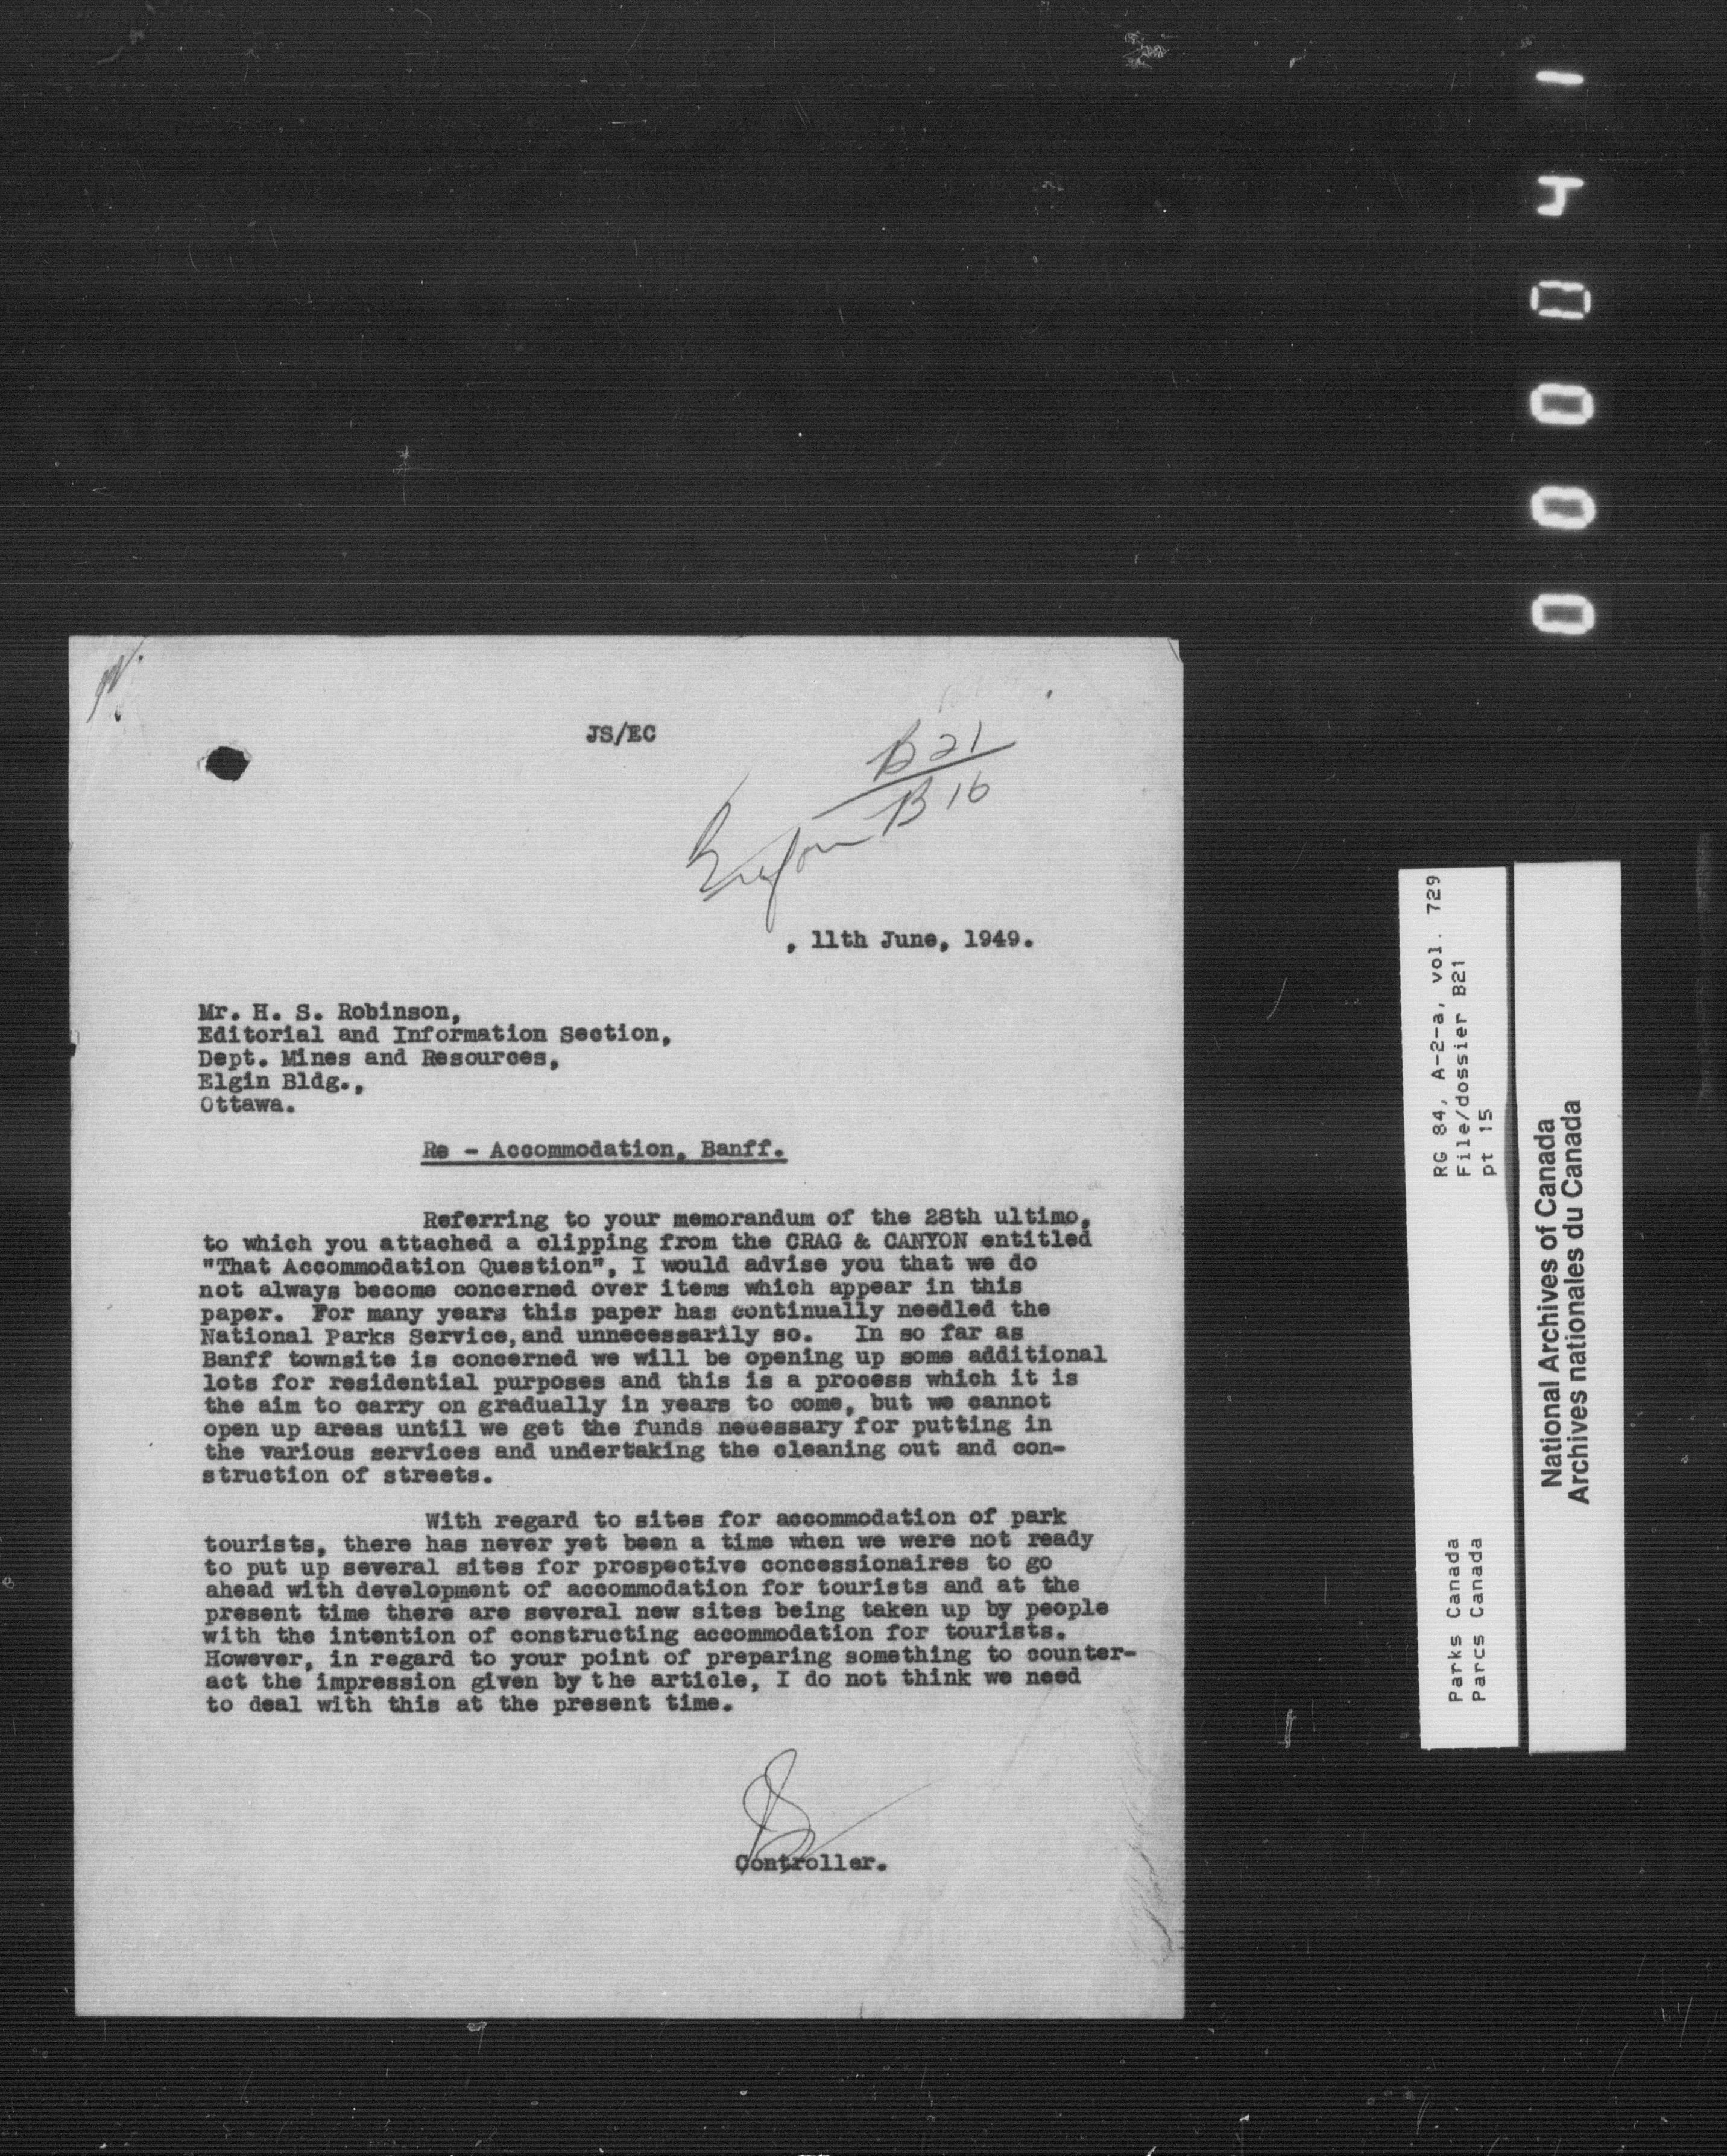 JS/EC
B21
B16
, 11th June, 1949.
Mr. H. S. Robinson,
Editorial and Information Section,
Dept. Mines and Resources,
Elgin Bldg.,
Ottawa.
Re - Accommodation, Banff.
Referring to your memorandum of the 28th ultimo,
to which you attached a clipping from the CRAG & CANYON entitled
"That Accommodation Question", I would advise you that we do
not always become concerned over items which appear in this
paper. For many years this paper has continually needled the
National Parks Service, and unnecessarily so. In so far as
Banff townsite is concerned we will be opening up some additional
lots for residential purposes and this is a process which it is
the aim to carry on gradually in years to come, but we cannot
open up areas until we get the funds necessary for putting in
the various services and undertaking the cleaning out and con-
struction of streets.
With regard to sites for accommodation of park
tourists, there has never yet been a time when we were not ready
to put up several sites for prospective concessionaires to go
ahead with development of accommodation for tourists and at the
present time there are several new sites being taken up by people
with the intention of constructing accommodation for tourists.
However, in regard to your point of preparing something to counter-
act the impression given by the article, I do not think we need
to deal with this at the present time.
Controller.
RG 84, A-2-a, vol. 729
File/dossier B21
pt 15
Parks Canada
Parcs Canada
National Archives of Canada
Archives nationales du Canada